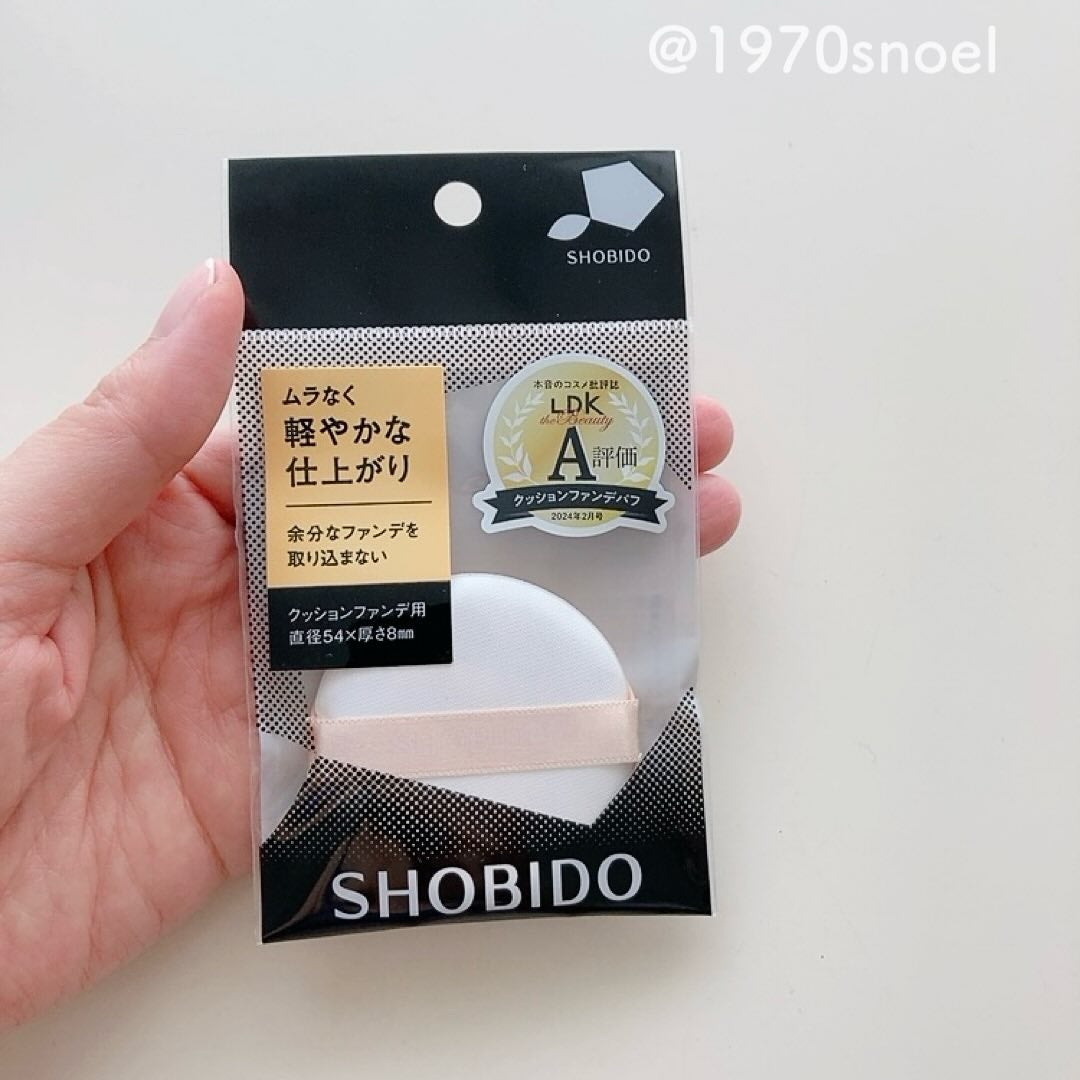 @1970snoel
SHOBIDO
ムラなく
軽やかな
仕上がり
余分なファンデを
取り込まない
クッションファンデ用
直径54×厚さ8㎜
本音のコスメ批評誌
LDK
the Beauty
A評価
クッションファンデパフ
2024年2月号
SHOBIDO